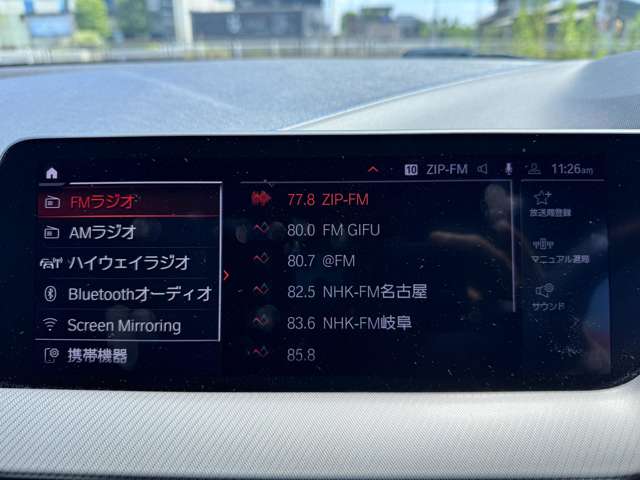 10 ZIP-FM 11:26am
FMラジオ
AMラジオ
ハイウェイラジオ
Bluetoothオーディオ
Screen Mirroring
携帯機器
77.8 ZIP-FM
80.0 FM GIFU
80.7 @FM
82.5 NHK-FM名古屋
83.6 NHK-FM岐阜
85.8
放送局登録
マニュアル選局
サウンド